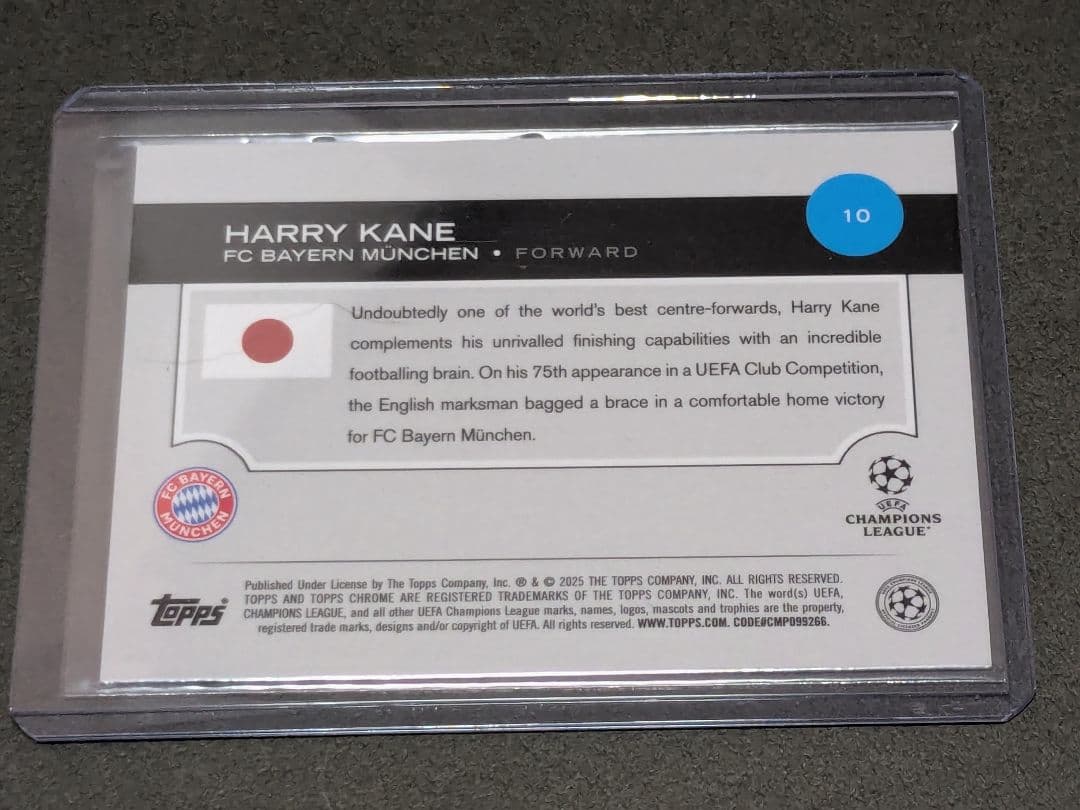 10
HARRY KANE
FC BAYERN MÜNCHEN • FORWARD
Undoubtedly one of the world's best centre-forwards, Harry Kane
complements his unrivalled finishing capabilities with an incredible
footballing brain. On his 75th appearance in a UEFA Club Competition,
the English marksman bagged a brace in a comfortable home victory
for FC Bayern München.
FC BAYERN
MÜNCHEN
UEFA
CHAMPIONS
LEAGUE
topps
Published Under License by The Topps Company, Inc. ® & © 2025 THE TOPPS COMPANY, INC. ALL RIGHTS RESERVED.
TOPPS AND TOPPS CHROME ARE REGISTERED TRADEMARKS OF THE TOPPS COMPANY, INC. The word(s) UEFA,
CHAMPIONS LEAGUE, and all other UEFA Champions League marks, names, logos, mascots and trophies are the property,
registered trade marks, designs and/or copyright of UEFA. All rights reserved. WWW.TOPPS.COM. CODE#CMP099266.